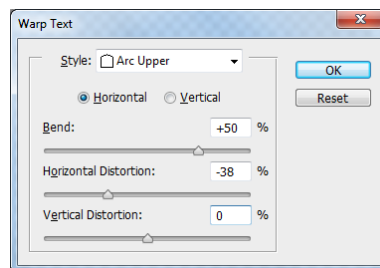 Warp Text
Style: Arc Upper
OK
Horizontal Vertical
Reset
Bend: +50 %
Horizontal Distortion: -38 %
Vertical Distortion: 0 %